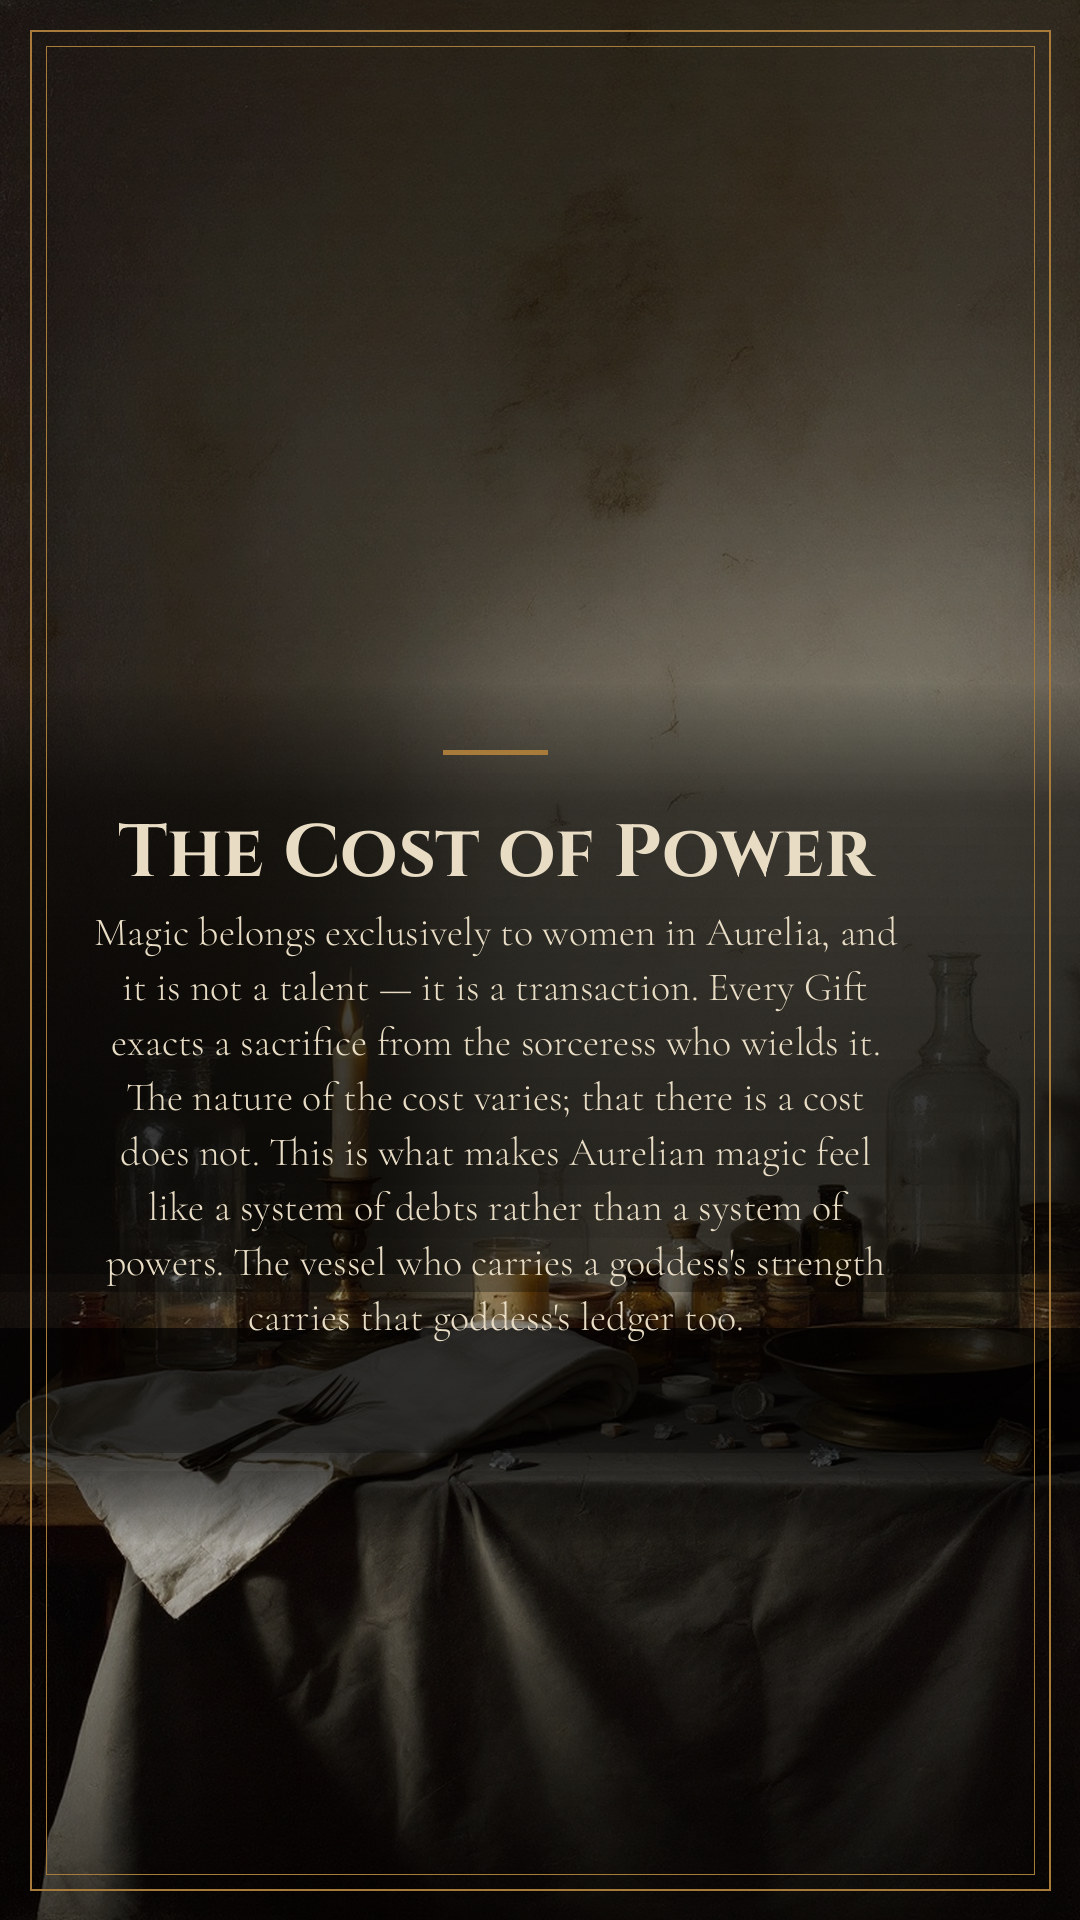 The Cost of Power
Magic belongs exclusively to women in Aurelia, and
it is not a talent — it is a transaction. Every Gift
exacts a sacrifice from the sorceress who wields it.
The nature of the cost varies; that there is a cost
does not. This is what makes Aurelian magic feel
like a system of debts rather than a system of
powers. The vessel who carries a goddess's strength
carries that goddess's ledger too.